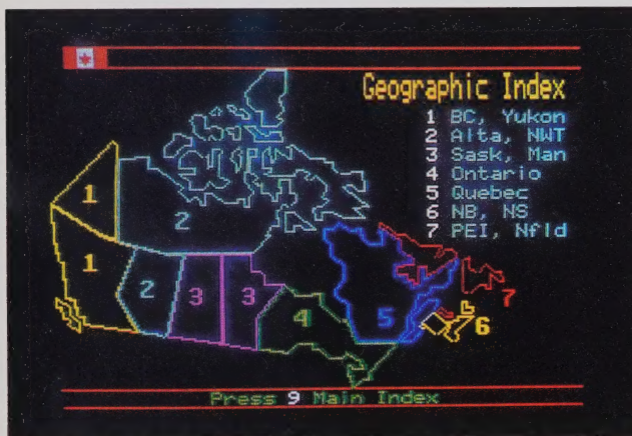 Geographic Index
1 BC, Yukon
2 Alta, NWT
3 Sask, Man
4 Ontario
5 Quebec
6 NB, NS
7 PEI, Nfld
1
2
1
2
3
3
4
5
6
7
Press 9 Main Index